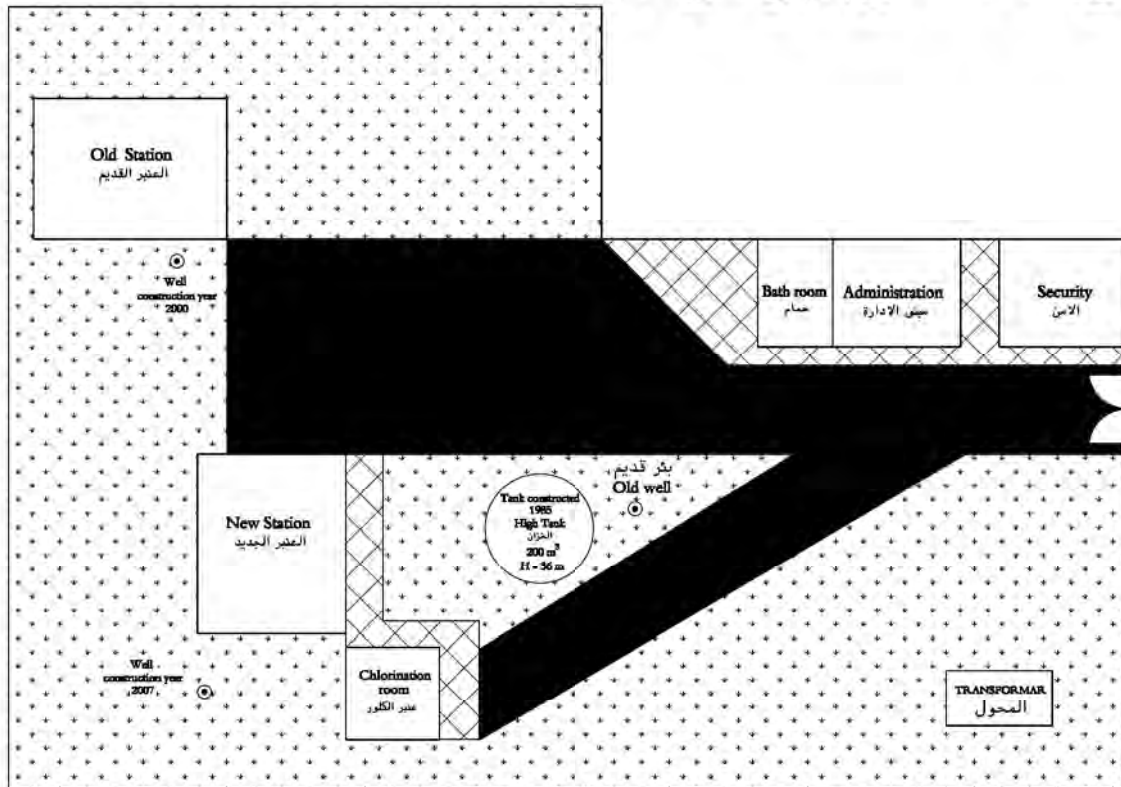 Old Station
العنبر القديم
Well
construction year
2000
Bath room
حمام
Administration
مبنى الادارة
Security
الامن
بئر قديم
Old well
Tank constructed
1985
High Tank
الخزان
200 m³
H = 36 m
New Station
العنبر الجديد
Well
construction year
2007
Chlorination
room
عنبر الكلور
TRANSFORMAR
المحول